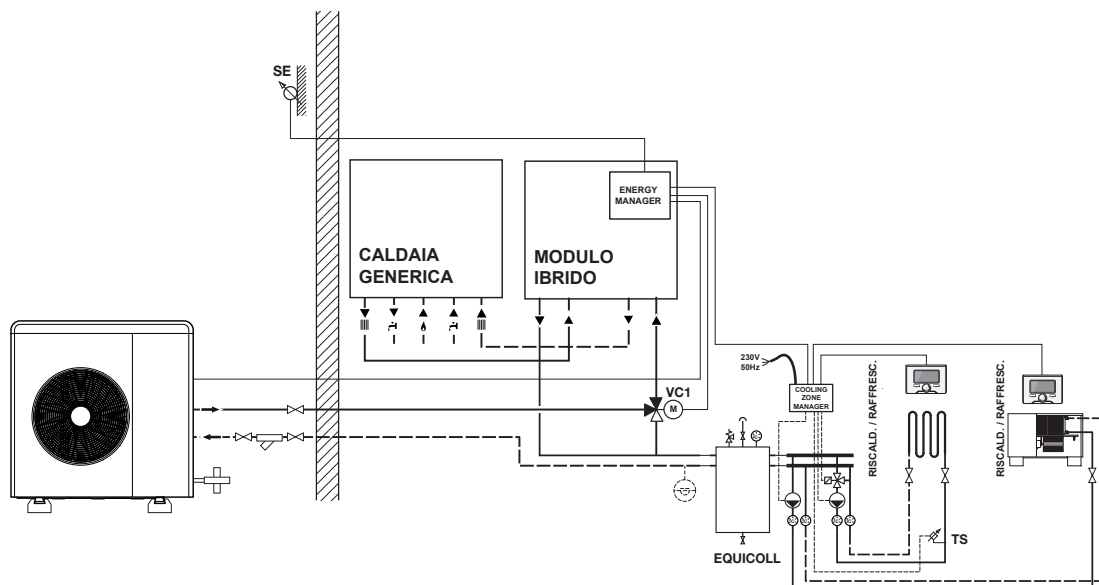 SE
ENERGY
MANAGER
CALDAIA
GENERICA
MODULO
IBRIDO
230V
50Hz
VC1
M
COOLING
ZONE
MANAGER
RISCALD. / RAFFRESC.
RISCALD. / RAFFRESC.
TS
EQUICOLL